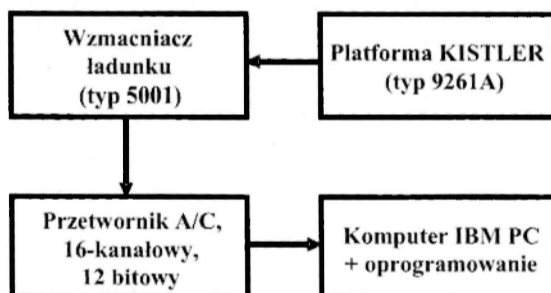 Wzmacniacz
ładunku
(typ 5001)
Platforma KISTLER
(typ 9261A)
Przetwornik A/C,
16-kanałowy,
12 bitowy
Komputer IBM PC
+ oprogramowanie